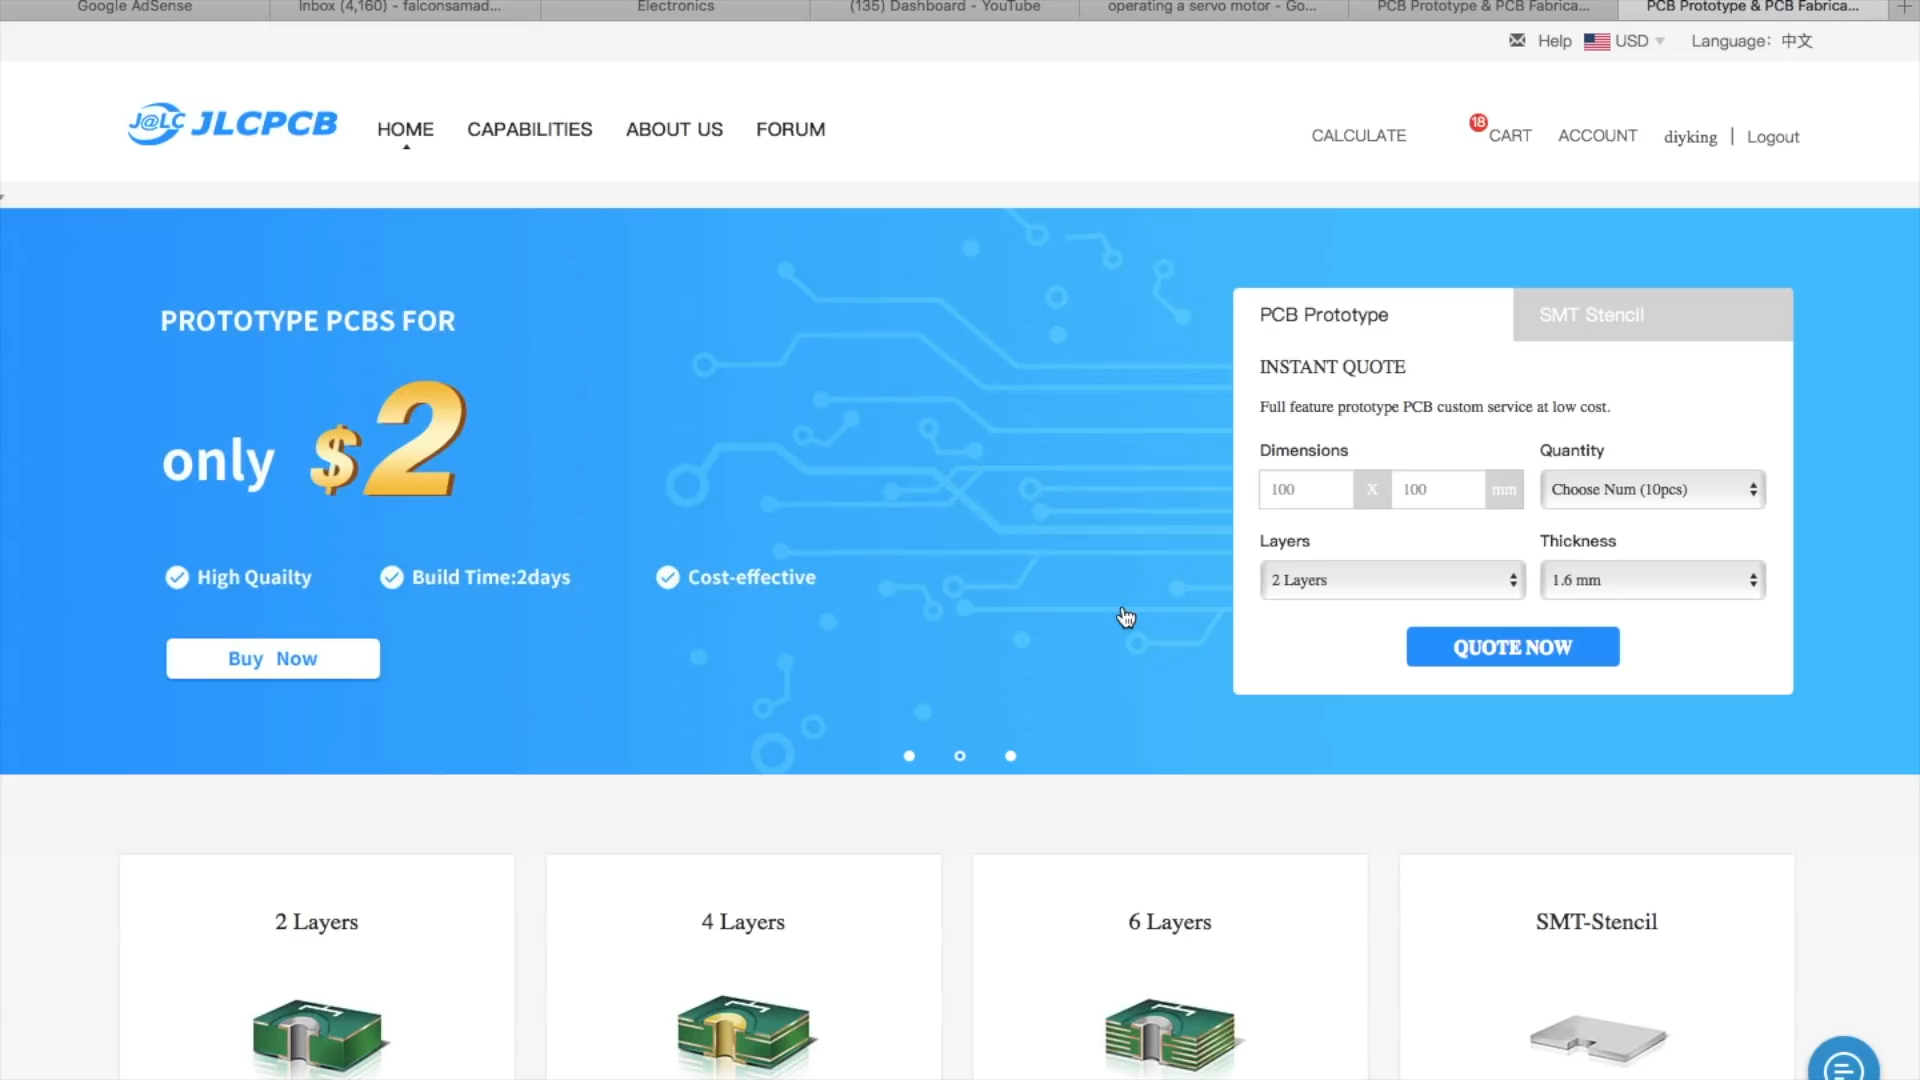 Google AdSense
Inbox (4,160) - falconsamad...
Electronics
(135) Dashboard - YouTube
operating a servo motor - Go...
PCB Prototype & PCB Fabrica...
PCB Prototype & PCB Fabrica...
Help
USD
Language: 中文
J@LC JLCPCB
HOME
CAPABILITIES
ABOUT US
FORUM
CALCULATE
18
CART
ACCOUNT
diyking | Logout
PROTOTYPE PCBS FOR
only $2
High Quailty
Build Time:2days
Cost-effective
Buy Now
PCB Prototype
SMT Stencil
INSTANT QUOTE
Full feature prototype PCB custom service at low cost.
Dimensions
Quantity
100 X 100 mm
Choose Num (10pcs)
Layers
Thickness
2 Layers
1.6 mm
QUOTE NOW
2 Layers
4 Layers
6 Layers
SMT-Stencil